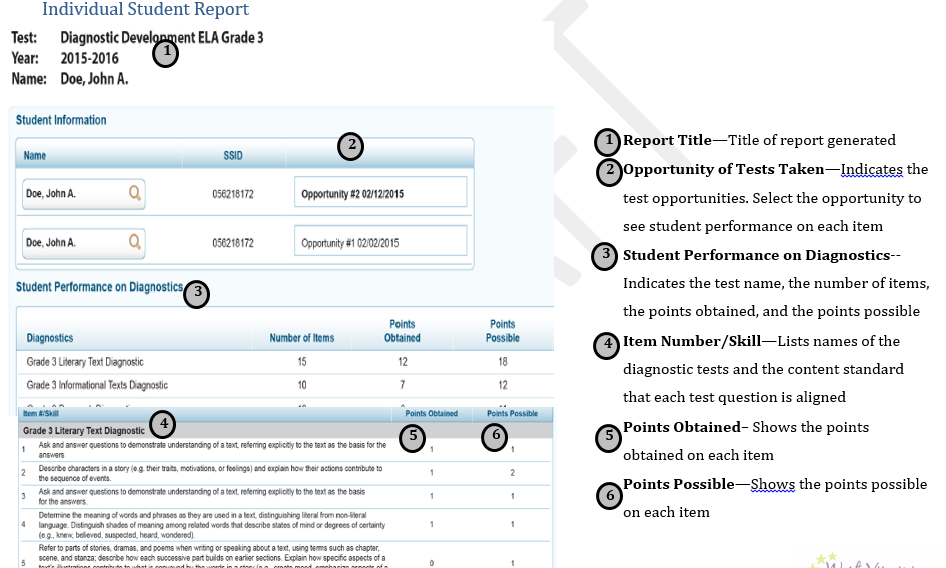 Individual Student Report
Test: Diagnostic Development ELA Grade 3
1
Year: 2015-2016
Name: Doe, John A.
Student Information
2
Name SSID
Doe, John A. 056218172 Opportunity #2 02/12/2015
Doe, John A. 056218172 Opportunity #1 02/02/2015
Student Performance on Diagnostics 3
Diagnostics Number of Items Points Obtained Points Possible
Grade 3 Literary Text Diagnostic 15 12 18
Grade 3 Informational Texts Diagnostic 10 7 12
Item #/Skill Points Obtained Points Possible
Grade 3 Literary Text Diagnostic 4 5 6
1 Ask and answer questions to demonstrate understanding of a text, referring explicitly to the text as the basis for the 1 1
answers
2 Describe characters in a story (e.g. their traits, motivations, or feelings) and explain how their actions contribute to 1 2
the sequence of events.
3 Ask and answer questions to demonstrate understanding of a text, referring explicitly to the text as the basis 1 1
for the answers.
Determine the meaning of words and phrases as they are used in a text, distinguishing literal from non-literal
4 language. Distinguish shades of meaning among related words that describe states of mind or degrees of certainty 1 1
(e.g., knew, believed, suspected, heard, wondered).
Refer to parts of stories, dramas, and poems when writing or speaking about a text, using terms such as chapter,
scene, and stanza; describe how each successive part builds on earlier sections. Explain how specific aspects of a
5 0 1
1 Report Title—Title of report generated
2 Opportunity of Tests Taken—Indicates the
test opportunities. Select the opportunity to
see student performance on each item
3 Student Performance on Diagnostics--
Indicates the test name, the number of items,
the points obtained, and the points possible
4 Item Number/Skill—Lists names of the
diagnostic tests and the content standard
that each test question is aligned
5 Points Obtained– Shows the points
obtained on each item
6 Points Possible—Shows the points possible
on each item